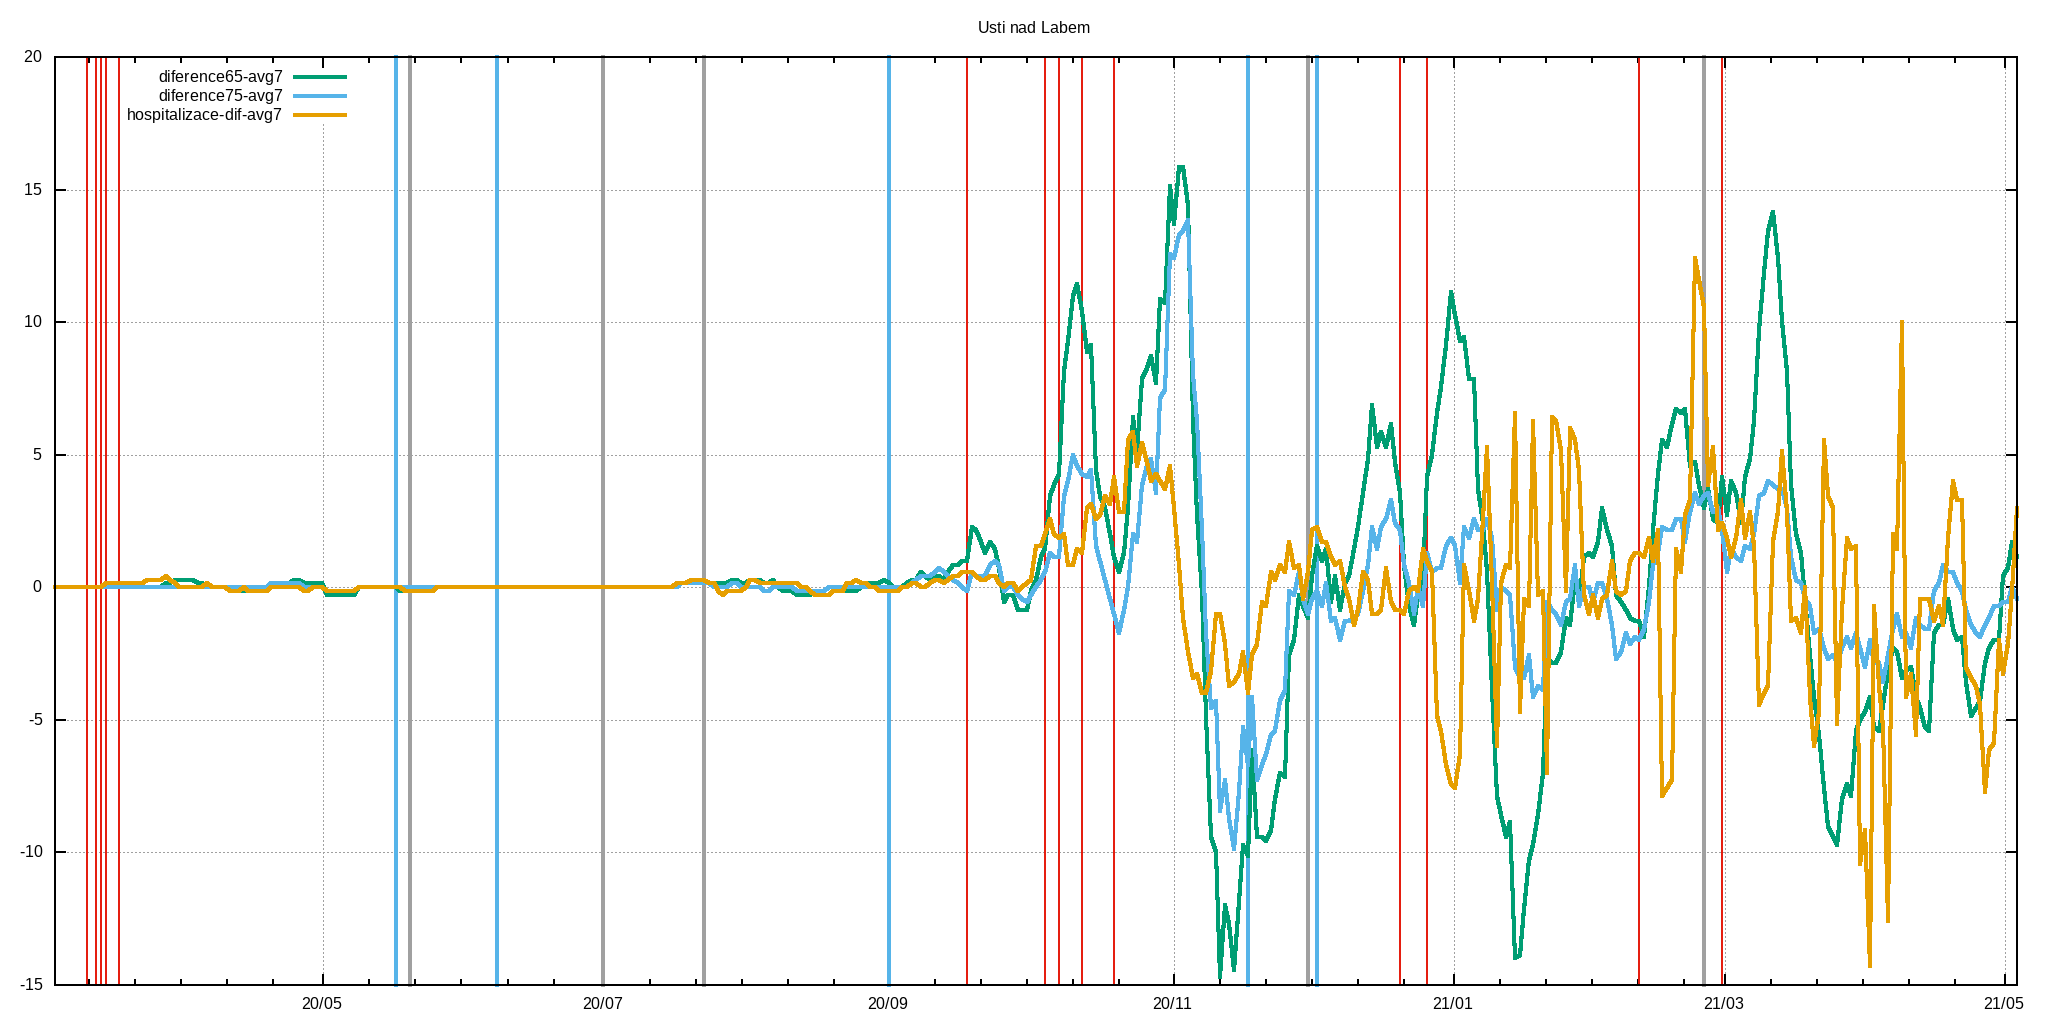 Usti nad Labem
20
diference65-avg7
diference75-avg7
hospitalizace-dif-avg7
15
10
5
0
-5
-10
-15
20/05 20/07 20/09 20/11 21/01 21/03 21/05